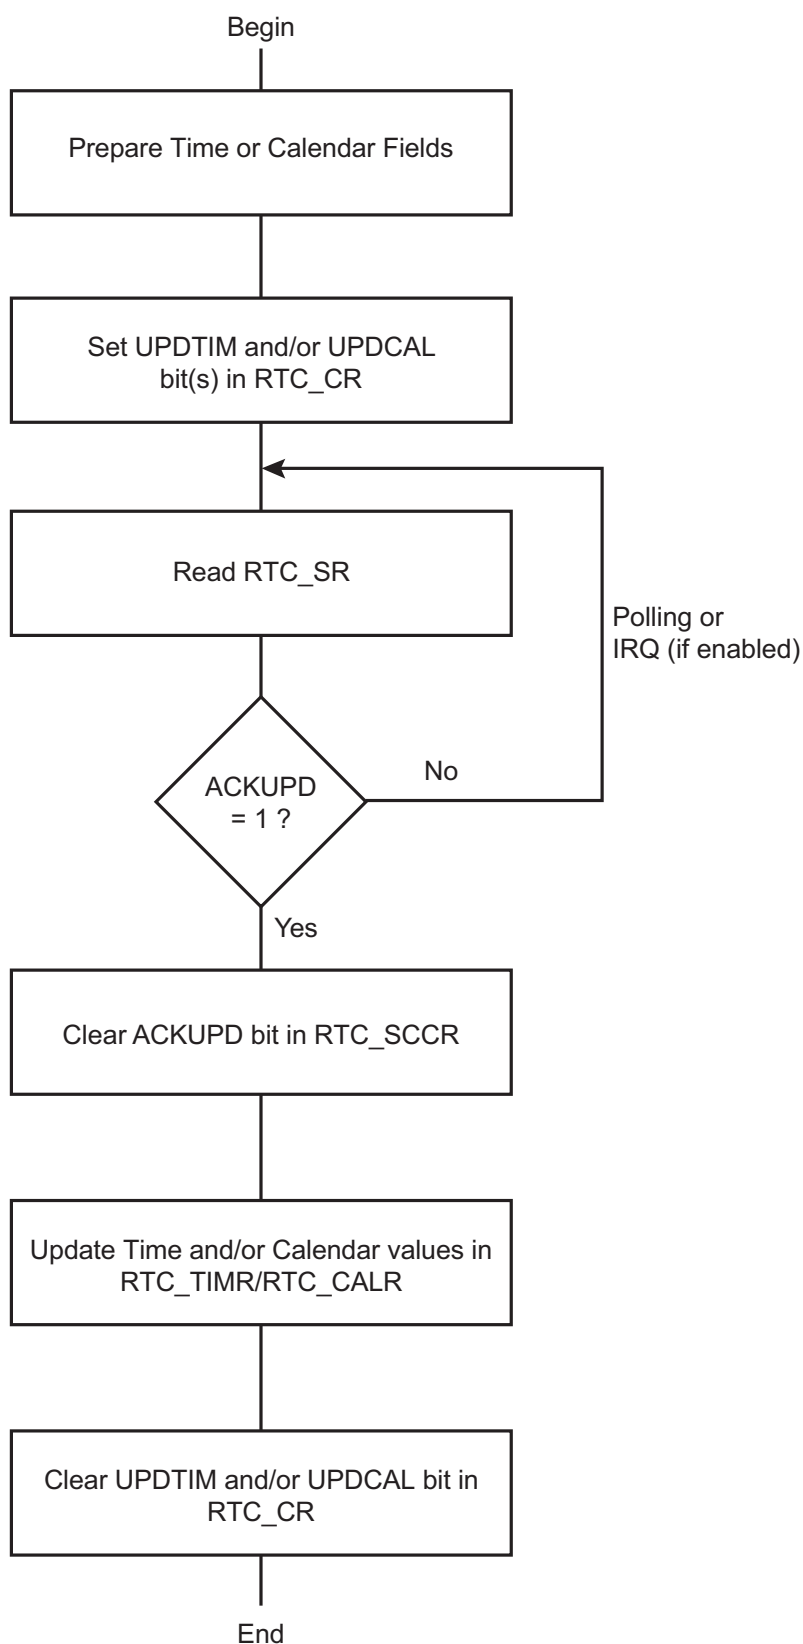 Begin
Prepare Time or Calendar Fields
Set UPDTIM and/or UPDCAL
bit(s) in RTC_CR
Read RTC_SR
Polling or
IRQ (if enabled)
ACKUPD
= 1 ?
No
Yes
Clear ACKUPD bit in RTC_SCCR
Update Time and/or Calendar values in
RTC_TIMR/RTC_CALR
Clear UPDTIM and/or UPDCAL bit in
RTC_CR
End